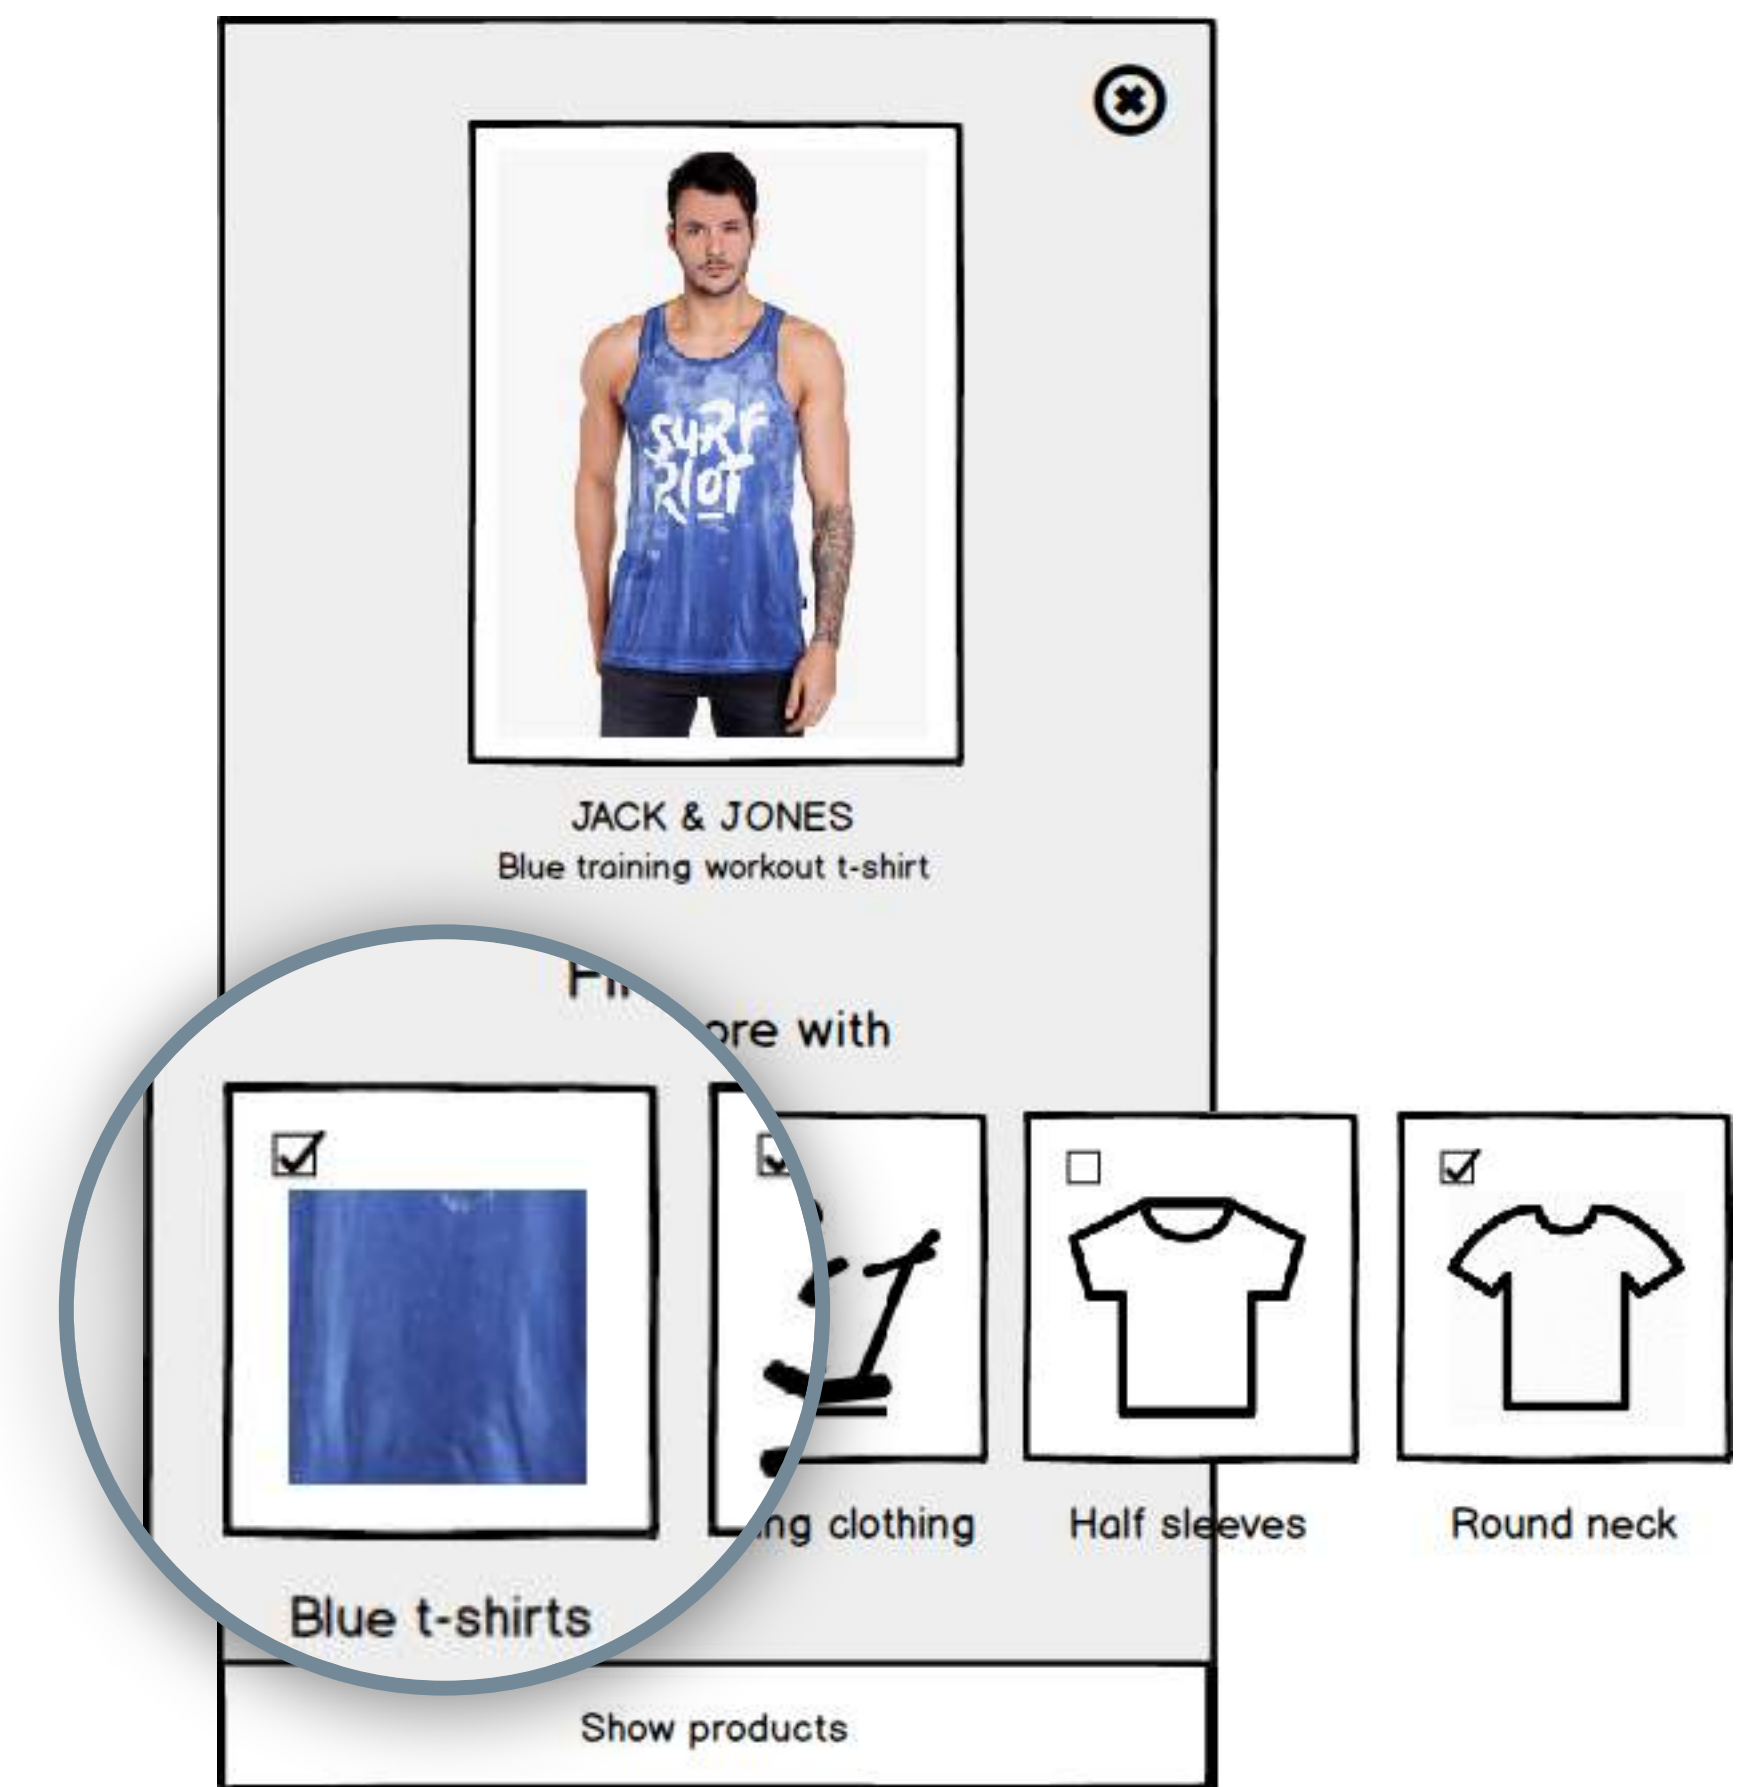 SURF
RIOT
JACK & JONES
Blue training workout t-shirt
ore with
ng clothing
Half sleeves
Round neck
Blue t-shirts
Show products